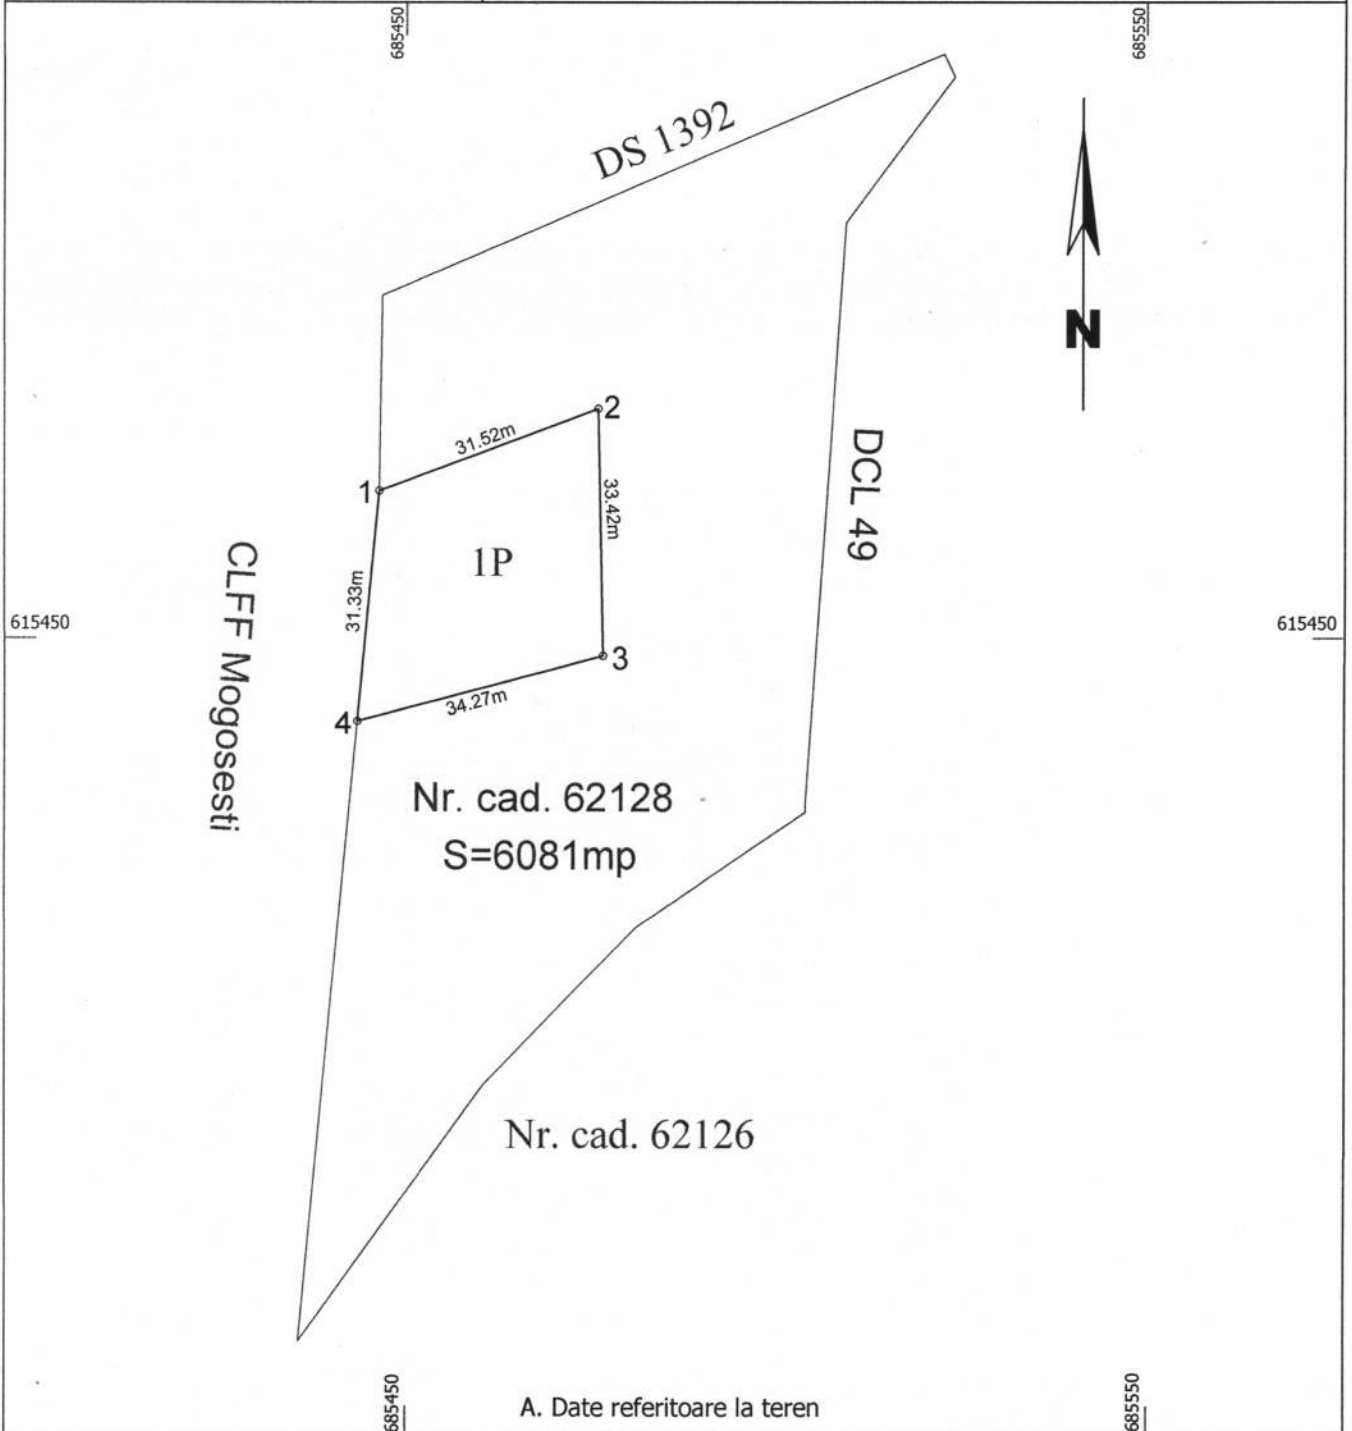 685450
685550
DS 1392
N
2
31.52m
1
33.42m
DCL 49
1P
CLFF Mogosesti
31.33m
615450
615450
3
34.27m
4
Nr. cad. 62128
S=6081mp
Nr. cad. 62126
685450
685550
A. Date referitoare la teren